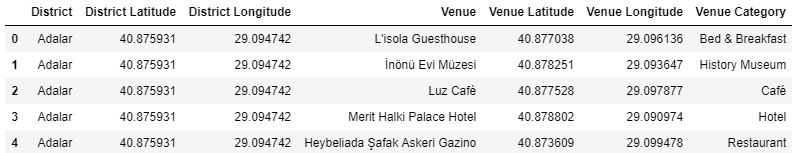 District District Latitude District Longitude Venue Venue Latitude Venue Longitude Venue Category
0 Adalar 40.875931 29.094742 L'isola Guesthouse 40.877038 29.096136 Bed & Breakfast
1 Adalar 40.875931 29.094742 İnönü Evi Müzesi 40.878251 29.093647 History Museum
2 Adalar 40.875931 29.094742 Luz Café 40.877528 29.097877 Café
3 Adalar 40.875931 29.094742 Merit Halki Palace Hotel 40.878802 29.090974 Hotel
4 Adalar 40.875931 29.094742 Heybeliada Şafak Askeri Gazino 40.873609 29.099478 Restaurant